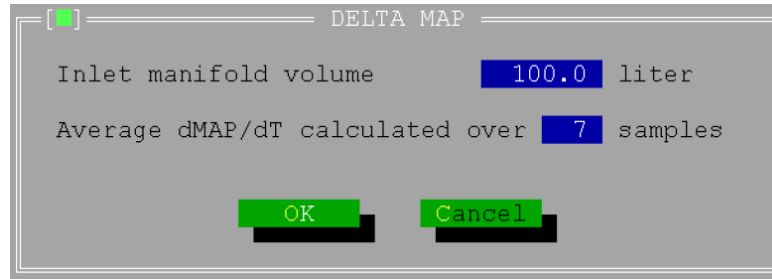 DELTA MAP
Inlet manifold volume 100.0 liter
Average dMAP/dT calculated over 7 samples
OK Cancel